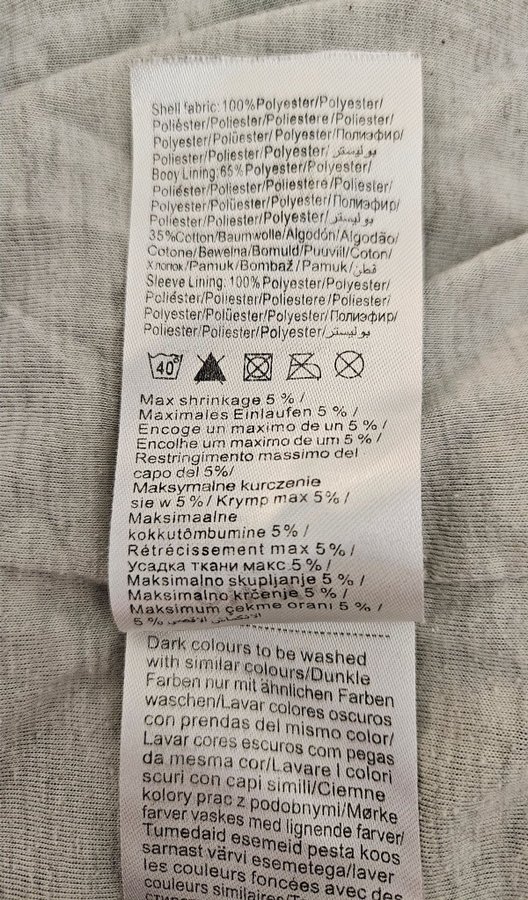 Shell fabric: 100%Polyester/Polyester/
Poliéster/Poliester/Poliestere/Poliester/
Polyester/Polüester/Polyester/Полиэфир/
Poliester/Poliester/Polyester/بوليستر
Booy Lining:65%Polyester/Polyester/
Poliéster/Poliester/Poliestere/Poliester/
Polyester/Polüester/Polyester/Полиэфир/
Poliester/Poliester/Polyester/بوليستر
35%Cotton/Baumwolle/Algodón/Algodão/
Cotone/Bewelna/Bomuld/Puuvill/Coton/
Хлопок/Pamuk/Bombaž/Pamuk/قطن
Sleeve Lining:100%Polyester/Polyester/
Poliéster/Poliester/Poliestere/Poliester/
Polyester/Polüester/Polyester/Полиэфир/
Poliester/Poliester/Polyester/بوليستر
40°
Max shrinkage 5 % /
Maximales Einlaufen 5 % /
Encoge un maximo de un 5 % /
Encolhe um maximo de um 5 % /
Restringimento massimo del
capo del 5%/
Maksymalne kurczenie
sie w 5 % / Krymp max 5 % /
Maksimaalne
kokkutõmbumine 5 % /
Rétrécissement max 5 % /
Усадка ткани макс 5 % /
Maksimalno skupljanje 5 % /
Maksimalno krčenje 5 % /
Maksimum çekme oranı 5 % /
5 % الانكماش الاقصى
Dark colours to be washed
with similar colours/Dunkle
Farben nur mit ähnlichen Farben
waschen/Lavar colores oscuros
con prendas del mismo color/
Lavar cores escuros com pegas
da mesma cor/Lavare I colori
scuri con capi simili/Ciemne
kolory prac z podobnymi/Mørke
farver vaskes med lignende farver/
Tumedaid esemeid pesta koos
sarnast värvi esemetega/laver
les couleurs foncées avec des
couleurs similaires/